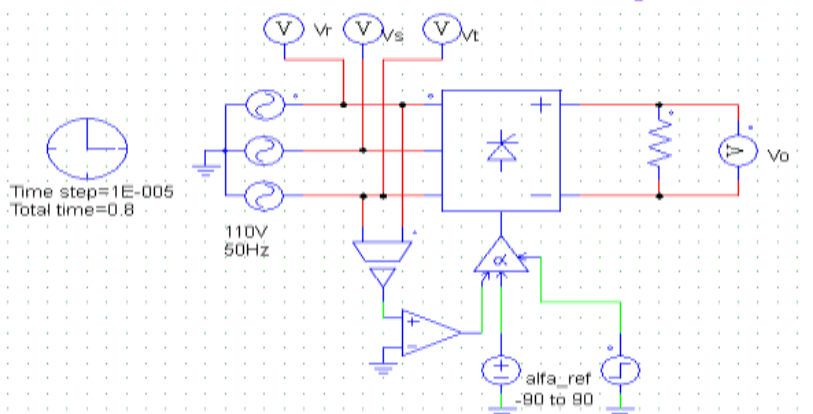 V Vr V Vs V Vt
+
V Vo
Time step=1E-005
Total time=0.8
−
110V
50Hz
α
+
−
+
−
alfa_ref
-90 to 90